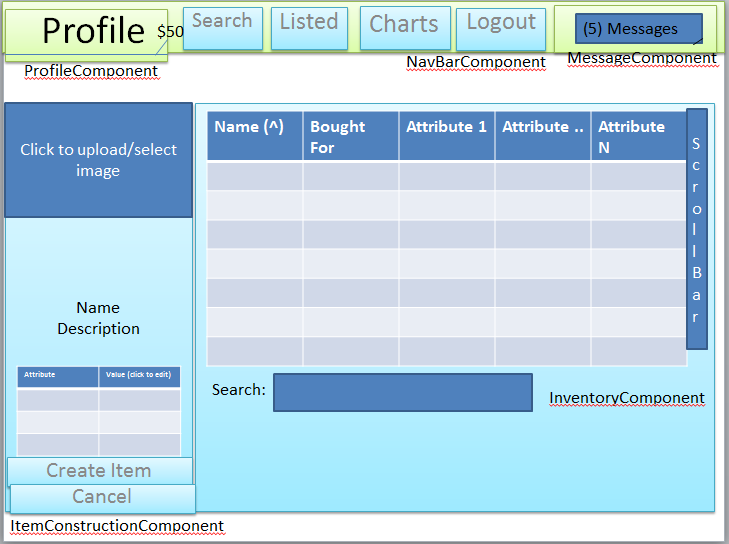 Profile $50
Search
Listed
Charts
Logout
(5) Messages
ProfileComponent
NavBarComponent
MessageComponent
Click to upload/select
image
Name (^)
Bought
For
Attribute 1
Attribute ..
Attribute
N
S
c
r
o
l
l
B
a
r
Name
Description
Attribute
Value (click to edit)
Search:
InventoryComponent
Create Item
Cancel
ItemConstructionComponent